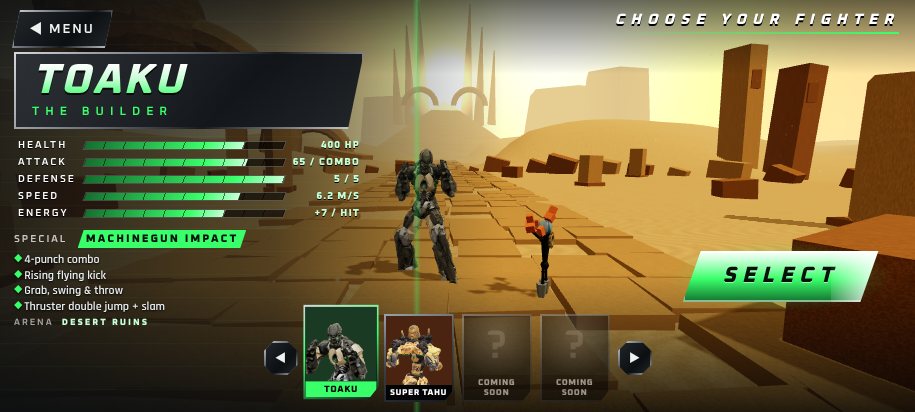 MENU
CHOOSE YOUR FIGHTER
TOAKU
THE BUILDER
HEALTH 400 HP
ATTACK 65 / COMBO
DEFENSE 5 / 5
SPEED 6.2 M/S
ENERGY +7 / HIT
SPECIAL MACHINEGUN IMPACT
4-punch combo
Rising flying kick
Grab, swing & throw
Thruster double jump + slam
ARENA DESERT RUINS
SELECT
TOAKU
SUPER TAHU
?
COMING
SOON
?
COMING
SOON